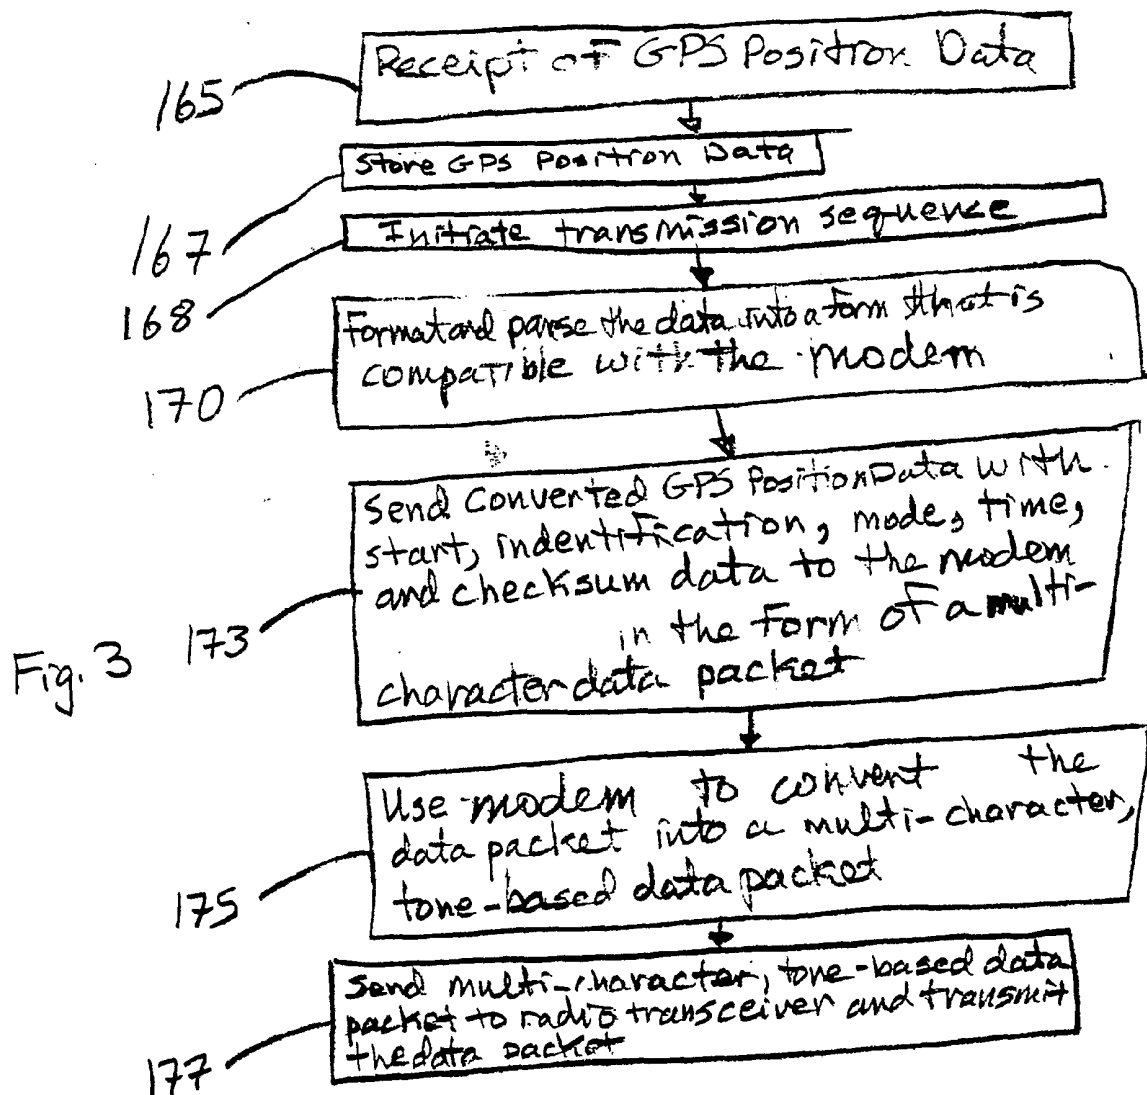 Receipt of GPS Position Data
165
Store GPS Position Data
167
Initiate transmission sequence
168
Format and parse the data into a form that is
compatible with the modem
170
Send Converted GPS Position Data with
start, indentification, mode, time,
and checksum data to the modem
in the form of a multi-
character data packet
173
Fig. 3
Use modem to convent the
data packet into a multi-character,
tone-based data packet
175
Send multi-character, tone-based data
packet to radio transceiver and transmit
the data packet
177